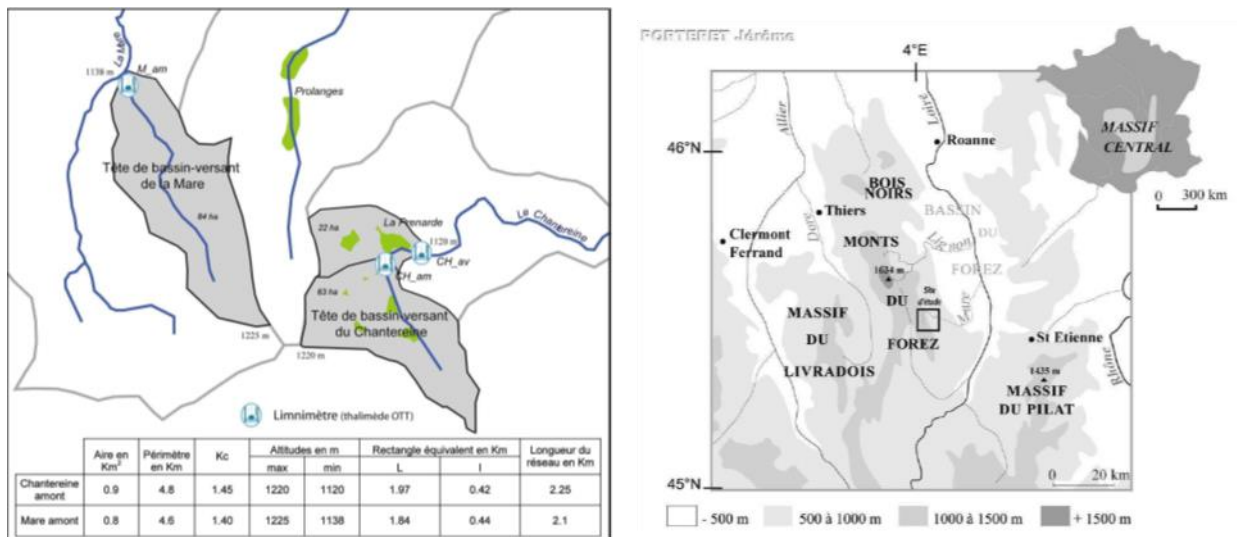 La Mare
1138 m
M_am
Prolanges
Tête de bassin-versant
de la Mare
84 ha
La Prenarde
Le Chantereine
22 ha
1120 m
CH_av
CH_am
63 ha
Tête de bassin-versant
du Chantereine
1225 m
1220 m
Limnimètre (thalimède OTT)
Aire en Km² Périmètre en Km Kc Altitudes en m Rectangle équivalent en Km Longueur du réseau en Km
max min L l
Chantereine amont 0.9 4.8 1.45 1220 1120 1.97 0.42 2.25
Mare amont 0.8 4.6 1.40 1225 1138 1.84 0.44 2.1
PORTERET Jérôme
4°E
Allier
Loire
Roanne
MASSIF
CENTRAL
46°N
0 300 km
BOIS
NOIRS
BASSIN
Thiers
Dore
DU
Clermont
Ferrand
MONTS
Lignon
FOREZ
1634 m
Site
d'étude
DU
Mare
MASSIF
DU
LIVRADOIS
FOREZ
St Etienne
Rhône
1435 m
MASSIF
DU PILAT
45°N
0 20 km
- 500 m 500 à 1000 m 1000 à 1500 m + 1500 m